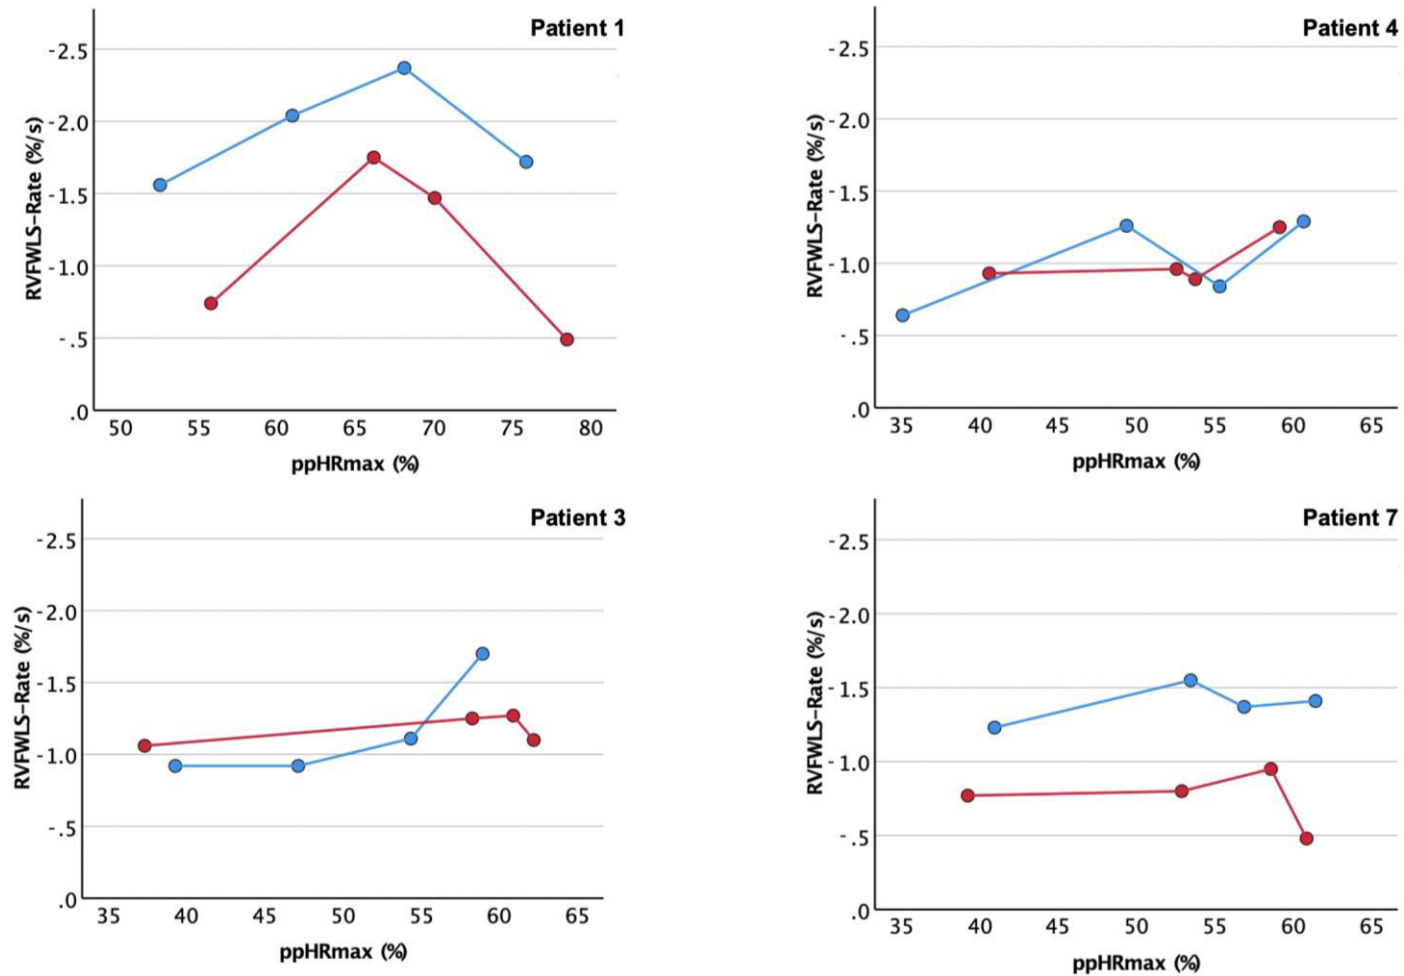 Patient 1
-2.5
-2.0
-1.5
-1.0
-.5
.0
RVFWLS-Rate (%/s)
50 55 60 65 70 75 80
ppHRmax (%)
Patient 4
-2.5
-2.0
-1.5
-1.0
-.5
.0
RVFWLS-Rate (%/s)
35 40 45 50 55 60 65
ppHRmax (%)
Patient 3
-2.5
-2.0
-1.5
-1.0
-.5
.0
RVFWLS-Rate (%/s)
35 40 45 50 55 60 65
ppHRmax (%)
Patient 7
-2.5
-2.0
-1.5
-1.0
-.5
.0
RVFWLS-Rate (%/s)
35 40 45 50 55 60 65
ppHRmax (%)